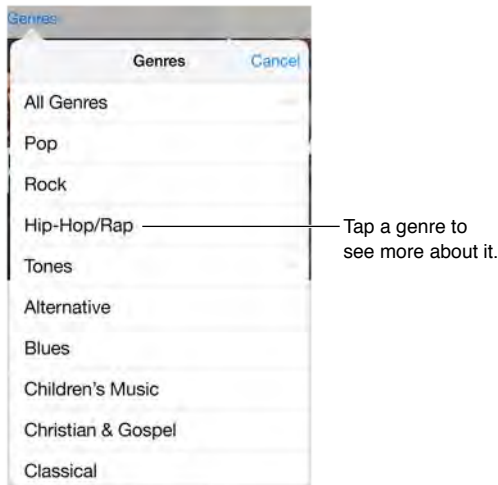 Genres
Genres Cancel
All Genres
Pop
Rock
Hip-Hop/Rap
Tap a genre to
see more about it.
Tones
Alternative
Blues
Children's Music
Christian & Gospel
Classical